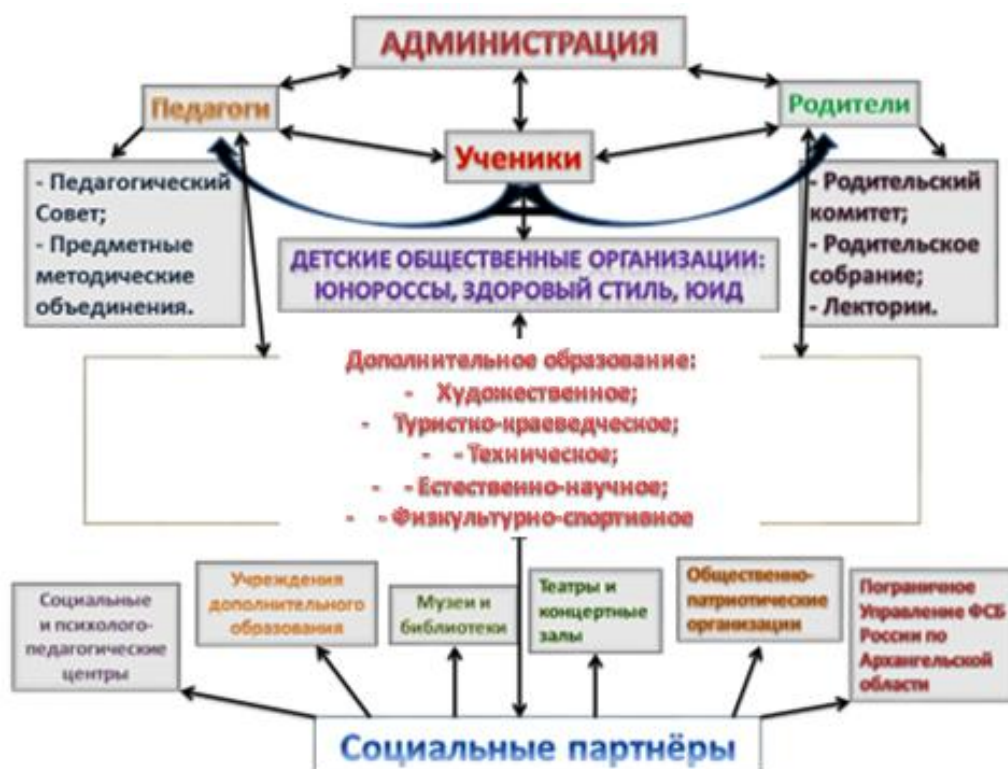 АДМИНИСТРАЦИЯ
Педагоги
Родители
Ученики
- Педагогический
Совет;
- Предметные
методические
объединения.
- Родительский
комитет;
- Родительское
собрание;
- Лектории.
ДЕТСКИЕ ОБЩЕСТВЕННЫЕ ОРГАНИЗАЦИИ:
ЮНОРОССЫ, ЗДОРОВЫЙ СТИЛЬ, ЮИД
Дополнительное образование:
- Художественное;
- Туристко-краеведческое;
- - Техническое;
- - Естественно-научное;
- - Физкультурно-спортивное
Социальные
и психолого-
педагогические
центры
Учреждения
дополнительного
образования
Музеи и
библиотеки
Театры и
концертные
залы
Общественно-
патриотические
организации
Пограничное
Управление ФСБ
России по
Архангельской
области
Социальные партнёры